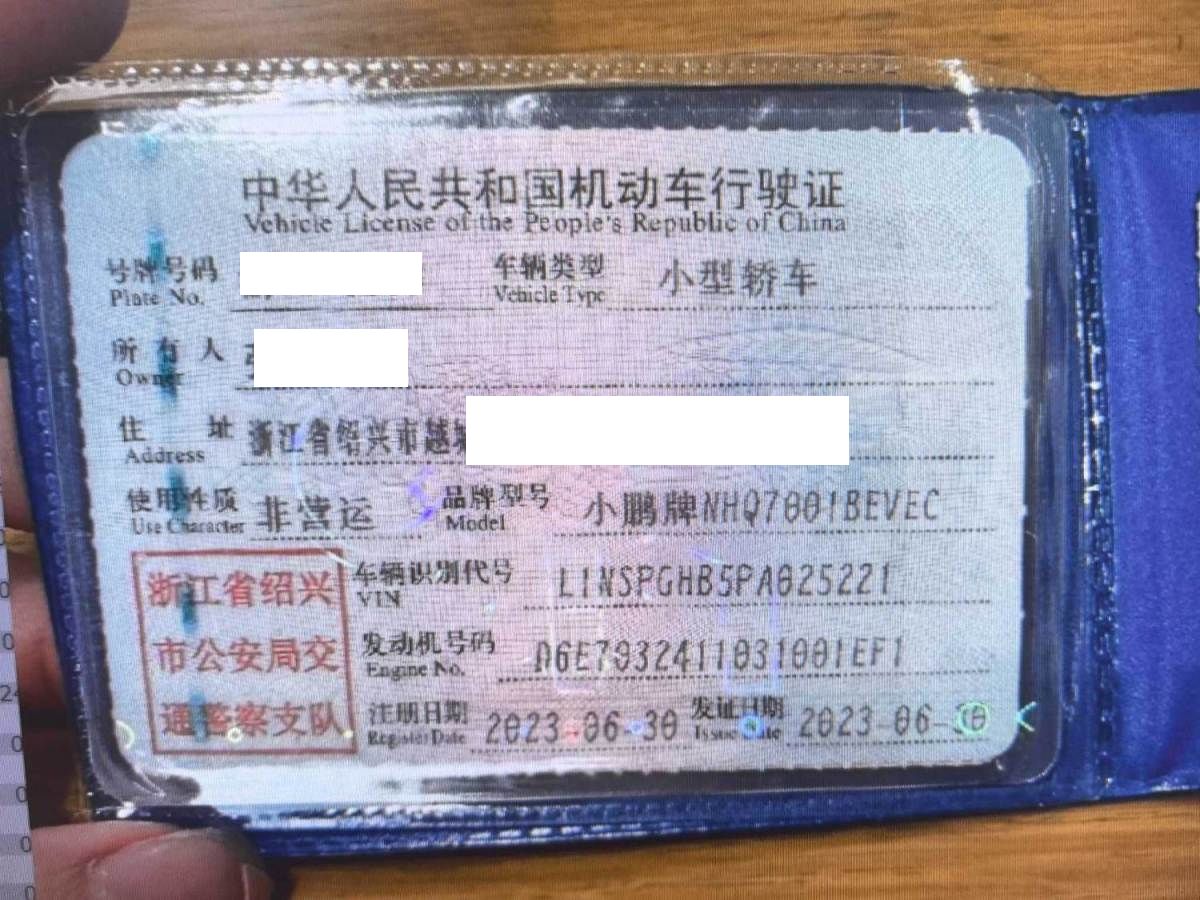 中华人民共和国机动车行驶证
Vehicle License of the People's Republic of China
号牌号码 车辆类型 小型轿车
Plate No. Vehicle Type
所有人
Owner
住址 浙江省绍兴市越城
Address
使用性质 非营运 品牌型号 小鹏牌NHQ7001BEVEC
Use Character Model
浙江省绍兴
市公安局交
通警察支队
车辆识别代号 L1NSPGHB5PA025221
VIN
发动机号码 D6E7032411031001EF1
Engine No.
注册日期 2023-06-30 发证日期 2023-06-30
Register Date Issue Date